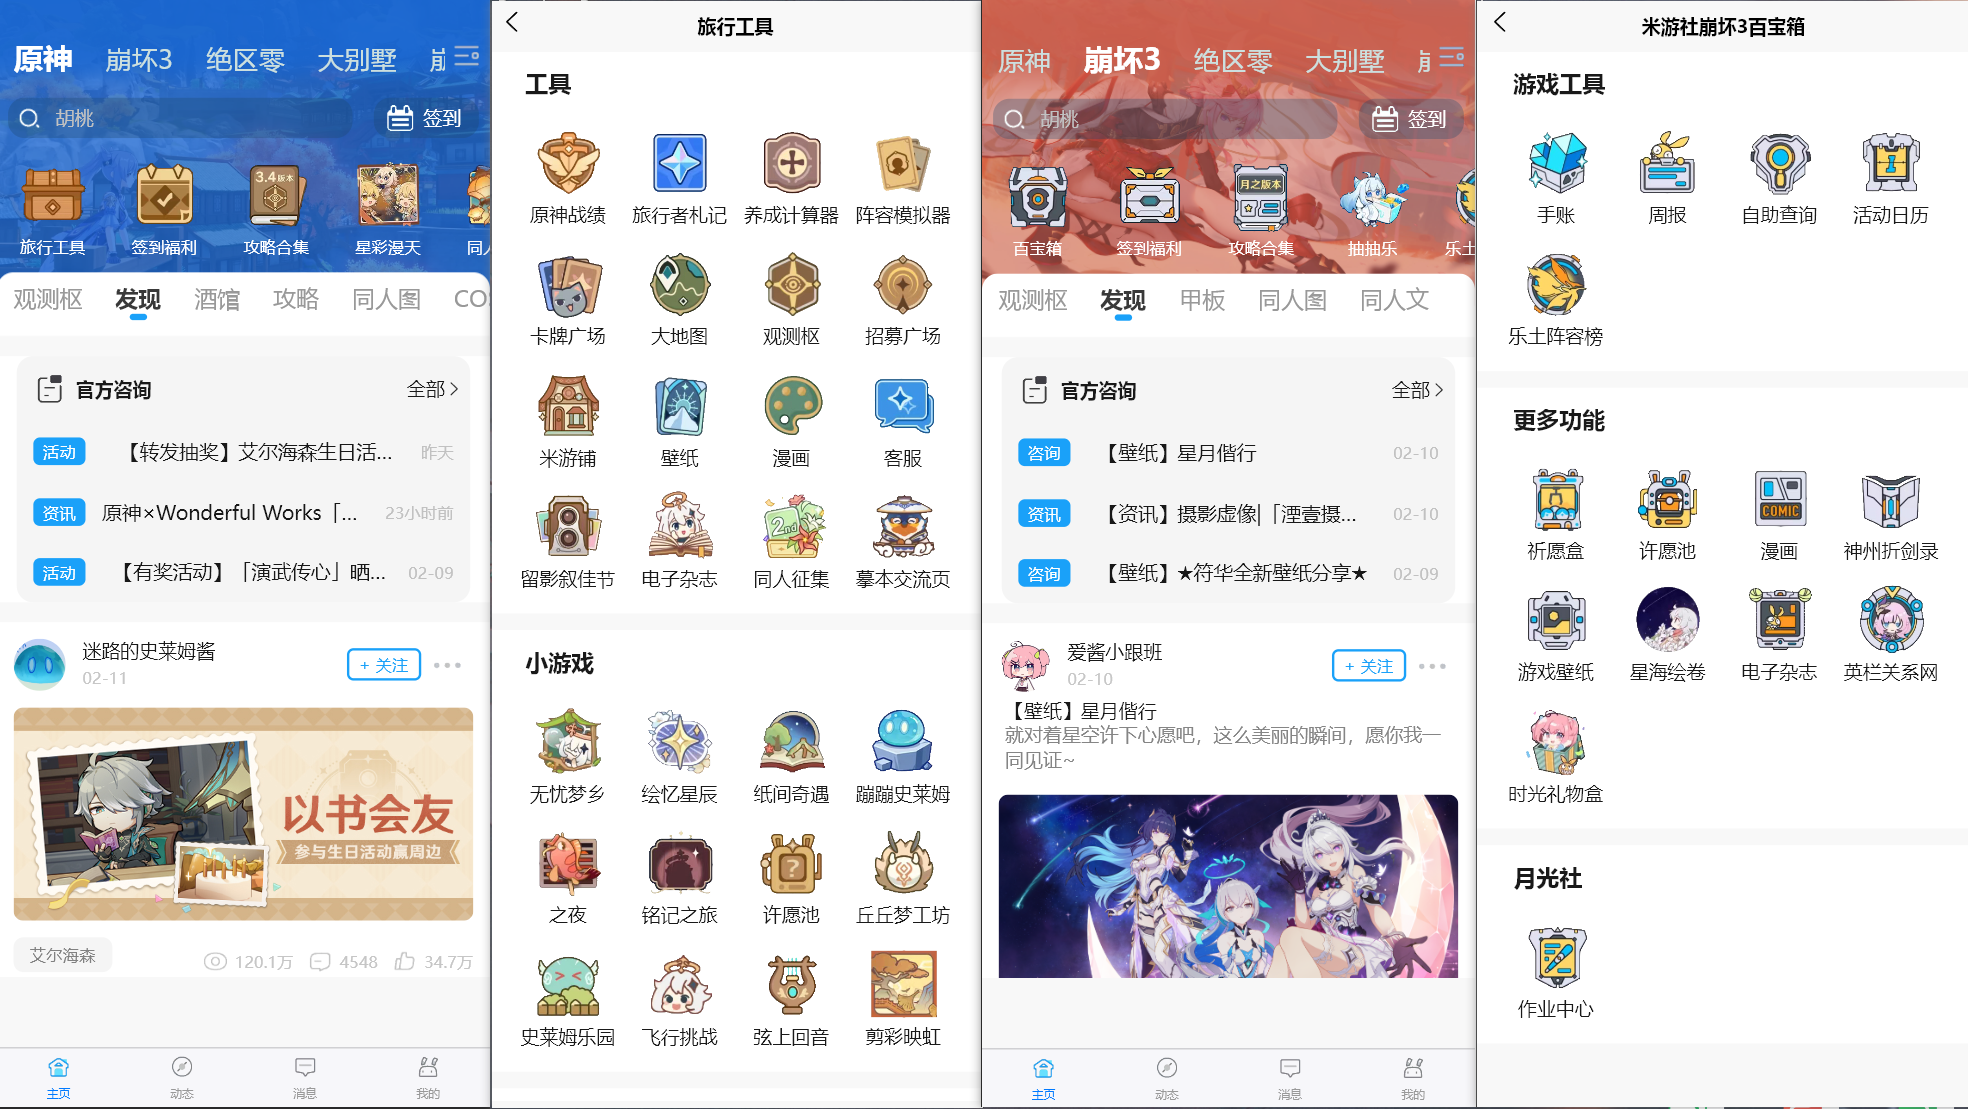 原神 崩坏3 绝区零 大别墅
胡桃 签到
3.4版本
旅行工具 签到福利 攻略合集 星彩漫天 同人
观测枢 发现 酒馆 攻略 同人图 CO
官方咨询 全部
活动 【转发抽奖】艾尔海森生日活... 昨天
资讯 原神×Wonderful Works「... 23小时前
活动 【有奖活动】「演武传心」晒... 02-09
迷路的史莱姆酱
02-11
+ 关注
以书会友
参与生日活动赢周边
艾尔海森 120.1万 4548 34.7万
主页 动态 消息 我的
旅行工具
工具
原神战绩 旅行者札记 养成计算器 阵容模拟器
卡牌广场 大地图 观测枢 招募广场
米游铺 壁纸 漫画 客服
2nd
留影叙佳节 电子杂志 同人征集 摹本交流页
小游戏
无忧梦乡 绘忆星辰 纸间奇遇 蹦蹦史莱姆
?
之夜 铭记之旅 许愿池 丘丘梦工坊
史莱姆乐园 飞行挑战 弦上回音 剪彩映虹
原神 崩坏3 绝区零 大别墅
胡桃 签到
月之版本
百宝箱 签到福利 攻略合集 抽抽乐 乐土
观测枢 发现 甲板 同人图 同人文
官方咨询 全部
咨询 【壁纸】星月偕行 02-10
资讯 【资讯】摄影虚像|「湮壹摄... 02-10
咨询 【壁纸】★符华全新壁纸分享★ 02-09
爱酱小跟班
02-10
+ 关注
【壁纸】星月偕行
就对着星空许下心愿吧，这么美丽的瞬间，愿你我一
同见证~
主页 动态 消息 我的
米游社崩坏3百宝箱
游戏工具
手账 周报 自助查询 活动日历
乐土阵容榜
更多功能
COMIC
祈愿盒 许愿池 漫画 神州折剑录
游戏壁纸 星海绘卷 电子杂志 英桀关系网
时光礼物盒
月光社
作业中心